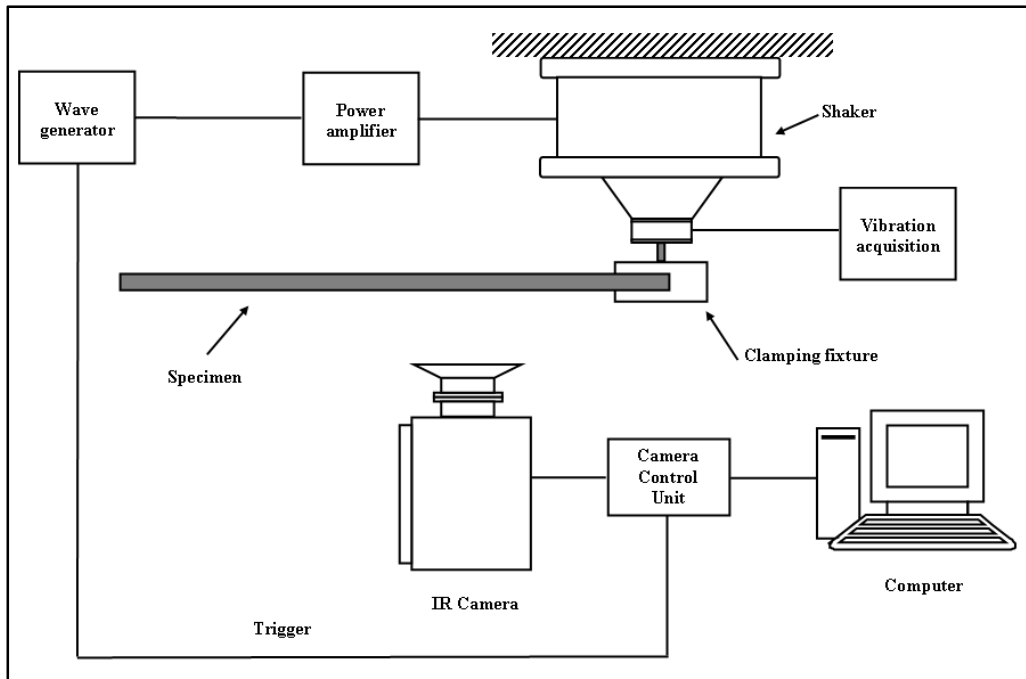 Wave
generator
Power
amplifier
Shaker
Vibration
acquisition
Clamping fixture
Specimen
Camera
Control
Unit
Computer
IR Camera
Trigger